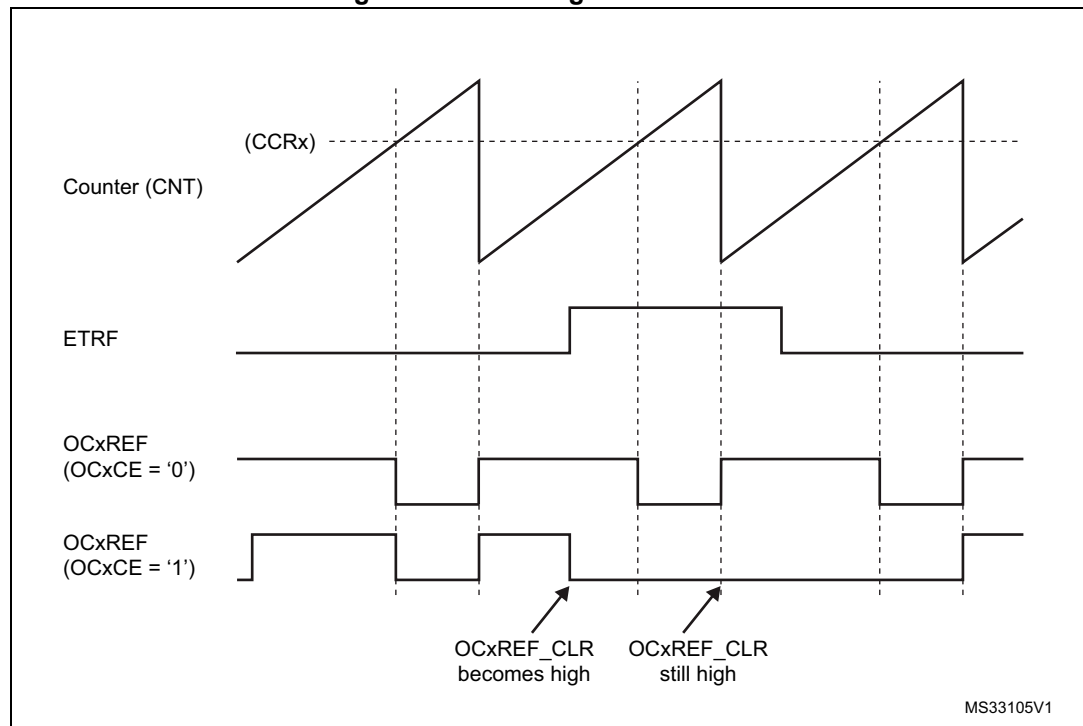 (CCRx)
Counter (CNT)
ETRF
OCxREF
(OCxCE = ‘0’)
OCxREF
(OCxCE = ‘1’)
OCxREF_CLR
becomes high
OCxREF_CLR
still high
MS33105V1